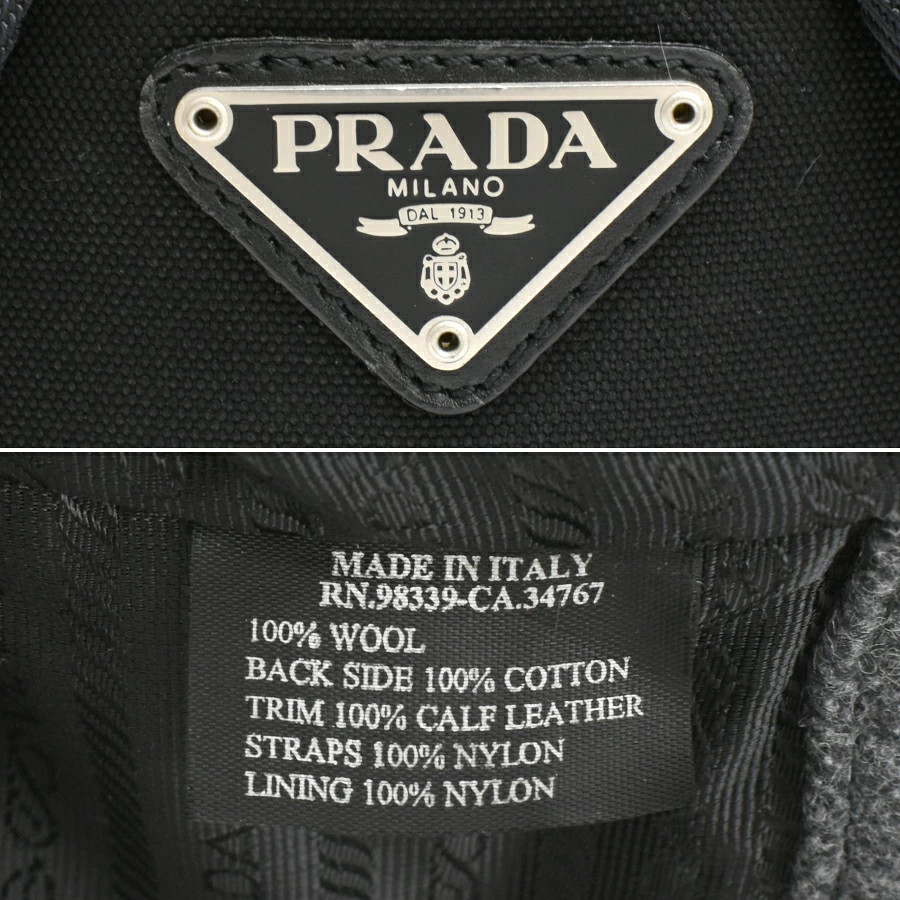 PRADA
MILANO
DAL 1913
MADE IN ITALY
RN.98339-CA.34767
100% WOOL
BACK SIDE 100% COTTON
TRIM 100% CALF LEATHER
STRAPS 100% NYLON
LINING 100% NYLON